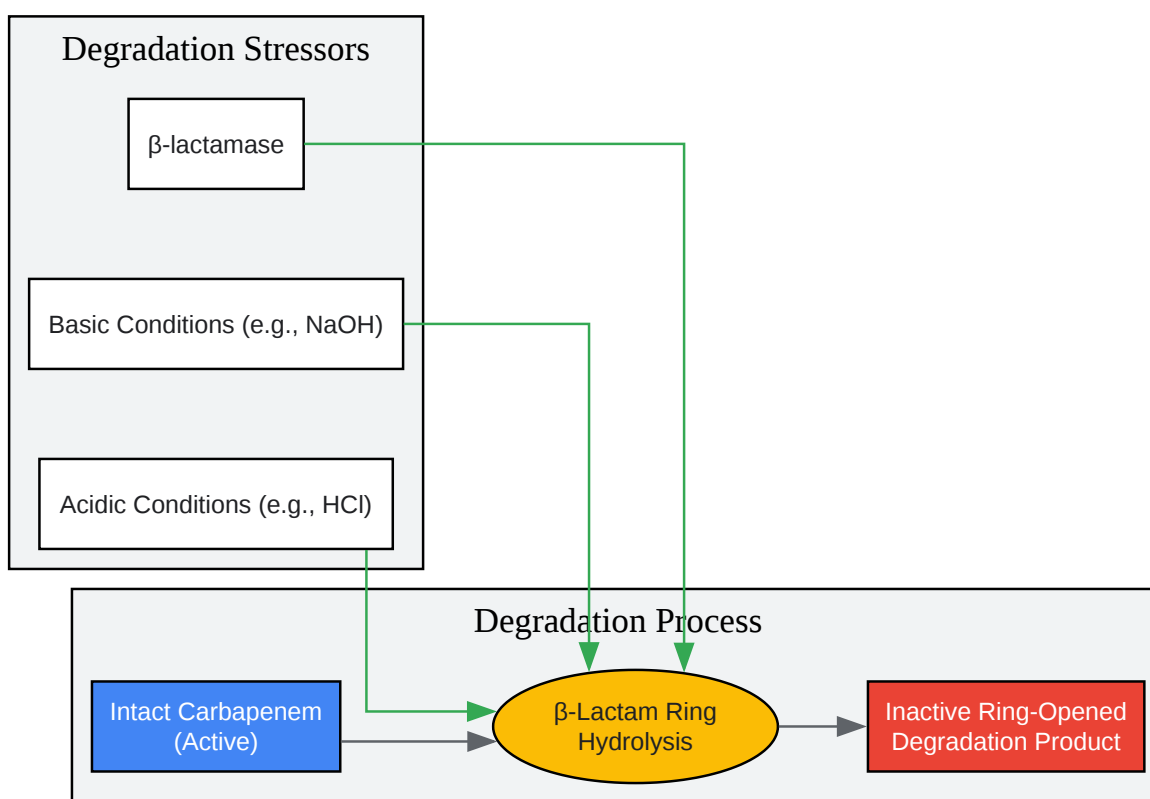 Degradation Stressors
β-lactamase
Basic Conditions (e.g., NaOH)
Acidic Conditions (e.g., HCl)
Degradation Process
Intact Carbapenem
(Active)
β-Lactam Ring
Hydrolysis
Inactive Ring-Opened
Degradation Product